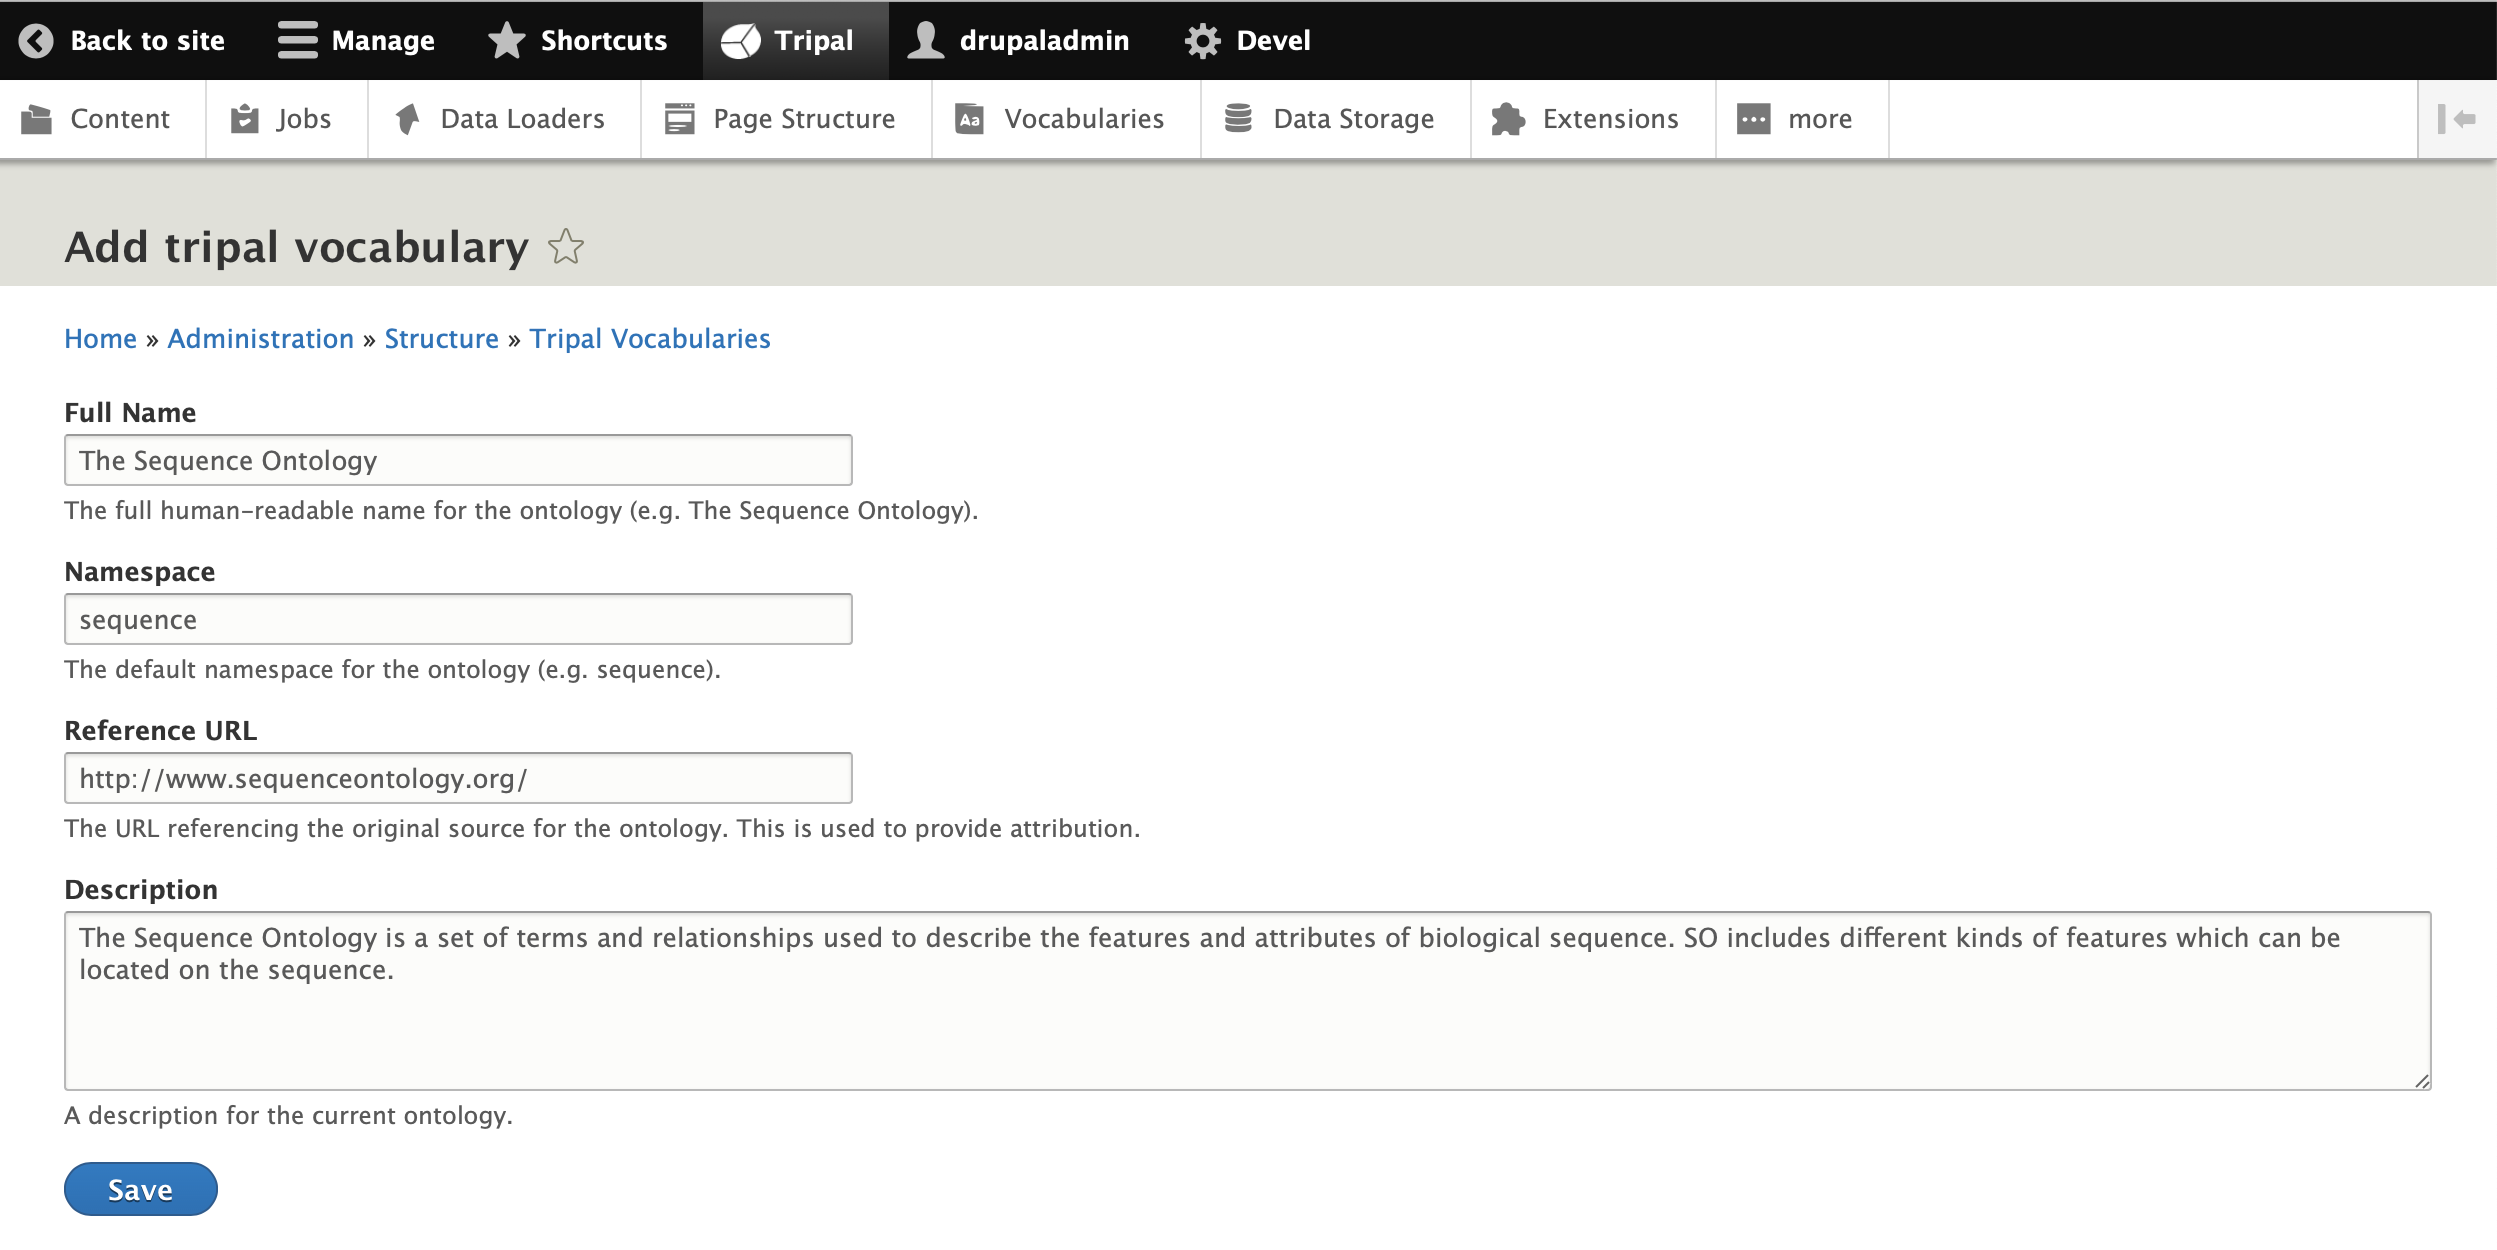 Back to site Manage Shortcuts Tripal drupaladmin Devel
Content Jobs Data Loaders Page Structure Aa Vocabularies Data Storage Extensions more
Add tripal vocabulary
Home » Administration » Structure » Tripal Vocabularies
Full Name
The Sequence Ontology
The full human-readable name for the ontology (e.g. The Sequence Ontology).
Namespace
sequence
The default namespace for the ontology (e.g. sequence).
Reference URL
http://www.sequenceontology.org/
The URL referencing the original source for the ontology. This is used to provide attribution.
Description
The Sequence Ontology is a set of terms and relationships used to describe the features and attributes of biological sequence. SO includes different kinds of features which can be
located on the sequence.
A description for the current ontology.
Save